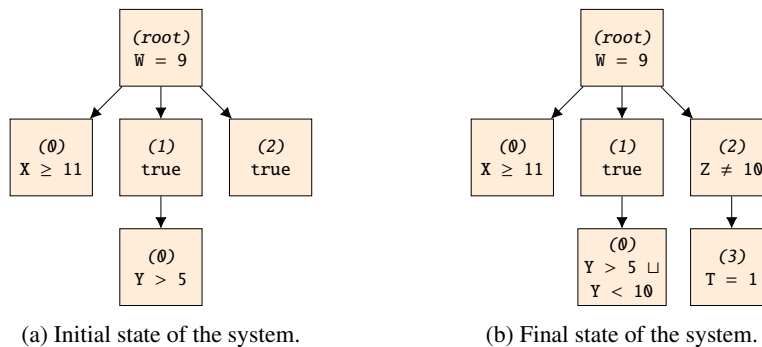 (root)
W = 9
(0)
X ≥ 11
(1)
true
(2)
true
(0)
Y > 5
(a) Initial state of the system.
(root)
W = 9
(0)
X ≥ 11
(1)
true
(2)
Z ≠ 10
(0)
Y > 5 ⊔
Y < 10
(3)
T = 1
(b) Final state of the system.